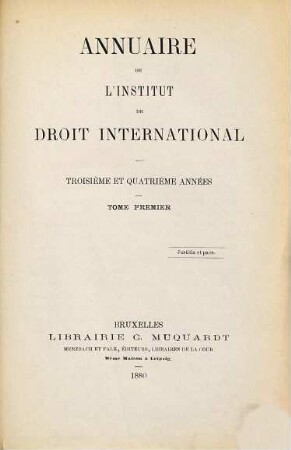 ANNUAIRE
DE
L'INSTITUT
DE
DROIT INTERNATIONAL
TROISIÈME ET QUATRIÈME ANNÉES
TOME PREMIER
Justitia et pace.
BRUXELLES
LIBRAIRIE C. MUQUARDT
MERZBACH ET FALK, ÉDITEURS, LIBRAIRES DE LA COUR
Même Maison à Leipzig
1880